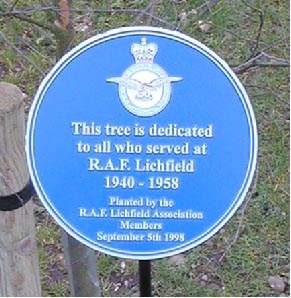 This tree is dedicated
to all who served at
R.A.F. Lichfield
1940 - 1958
Planted by the
R.A.F. Lichfield Association
Members
September 5th 1998